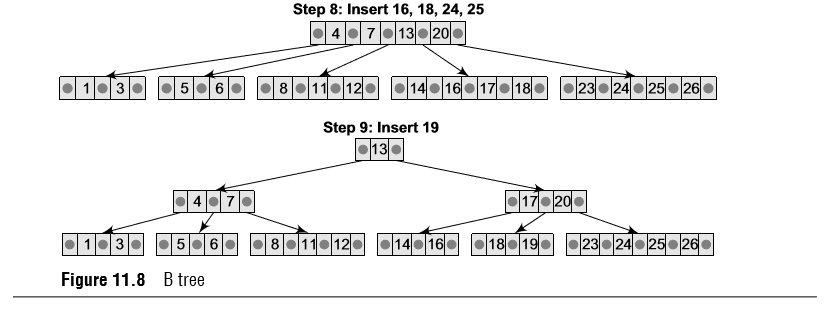 Step 8: Insert 16, 18, 24, 25
4 7 13 20
1 3 5 6 8 11 12 14 16 17 18 23 24 25 26
Step 9: Insert 19
13
4 7 17 20
1 3 5 6 8 11 12 14 16 18 19 23 24 25 26
Figure 11.8 B tree